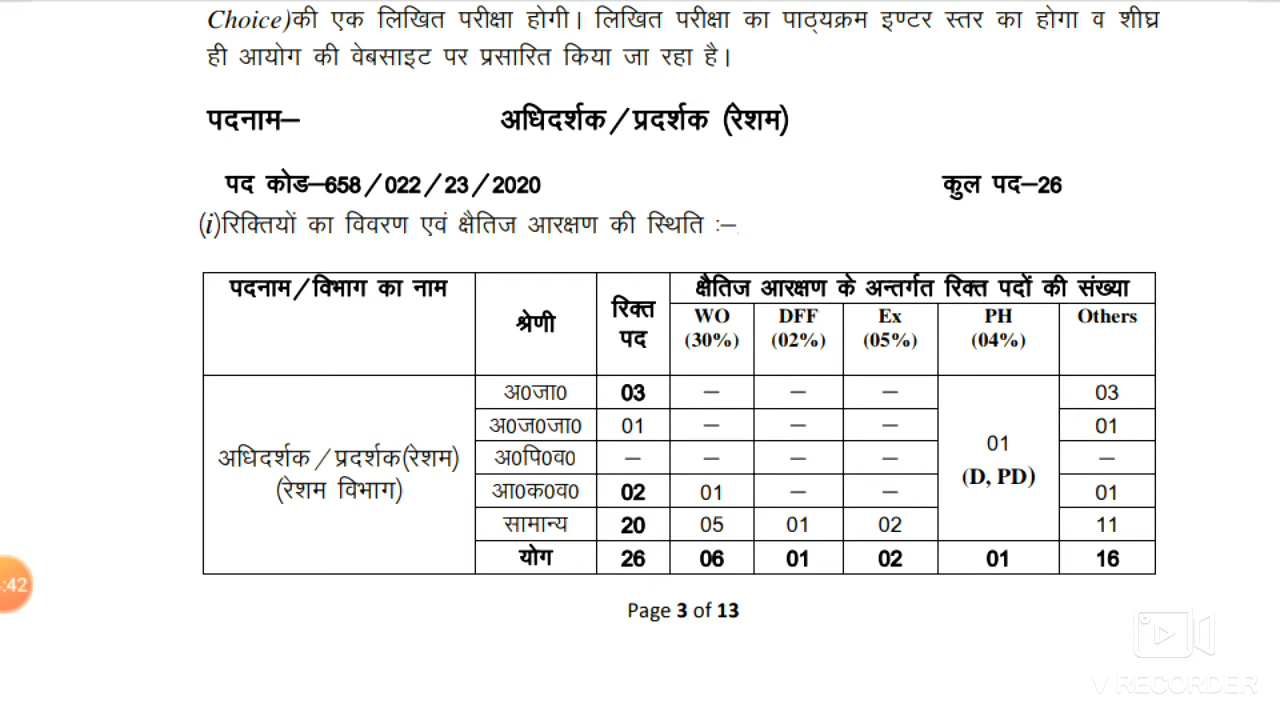 Choice)की एक लिखित परीक्षा होगी। लिखित परीक्षा का पाठ्यक्रम इण्टर स्तर का होगा व शीघ्र
ही आयोग की वेबसाइट पर प्रसारित किया जा रहा है।
पदनाम– अधिदर्शक/प्रदर्शक (रेशम)
पद कोड–658/022/23/2020 कुल पद–26
(i)रिक्तियों का विवरण एवं क्षैतिज आरक्षण की स्थिति :–
पदनाम/विभाग का नाम श्रेणी रिक्त पद क्षैतिज आरक्षण के अन्तर्गत रिक्त पदों की संख्या
WO (30%) DFF (02%) Ex (05%) PH (04%) Others
अधिदर्शक/प्रदर्शक(रेशम)
(रेशम विभाग)
अ0जा0 03 – – – 03
अ0ज0जा0 01 – – – 01
01
(D, PD)
अ0पि0व0 – – – – –
आ0क0व0 02 01 – – 01
सामान्य 20 05 01 02 11
योग 26 06 01 02 01 16
Page 3 of 13
:42
V RECORDER